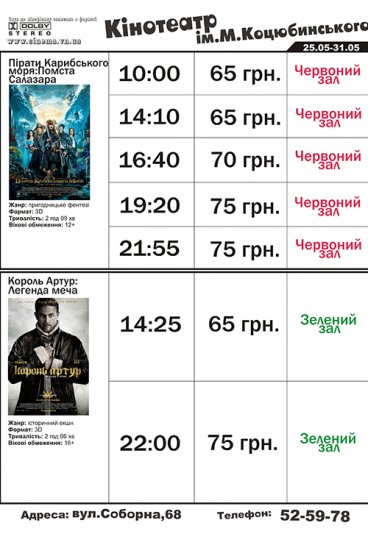 DOLBY
STEREO
www.cinema.vn.ua
Кінотеатр
ім.М.Коцюбинського
25.05-31.05
Пірати Карибського
моря:Помста
Салазара
Жанр: пригодницьке фентезі
Формат: 3D
Тривалість: 2 год 09 хв
Вікові обмеження: 12+
10:00 65 грн. Червоний зал
14:10 65 грн. Червоний зал
16:40 70 грн. Червоний зал
19:20 75 грн. Червоний зал
21:55 75 грн. Червоний зал
Король Артур:
Легенда меча
Король артур
Жанр: історичний екшн
Формат: 3D
Тривалість: 2 год 06 хв
Вікові обмеження: 16+
14:25 65 грн. Зелений зал
22:00 75 грн. Зелений зал
Адреса: вул.Соборна,68 Телефон: 52-59-78